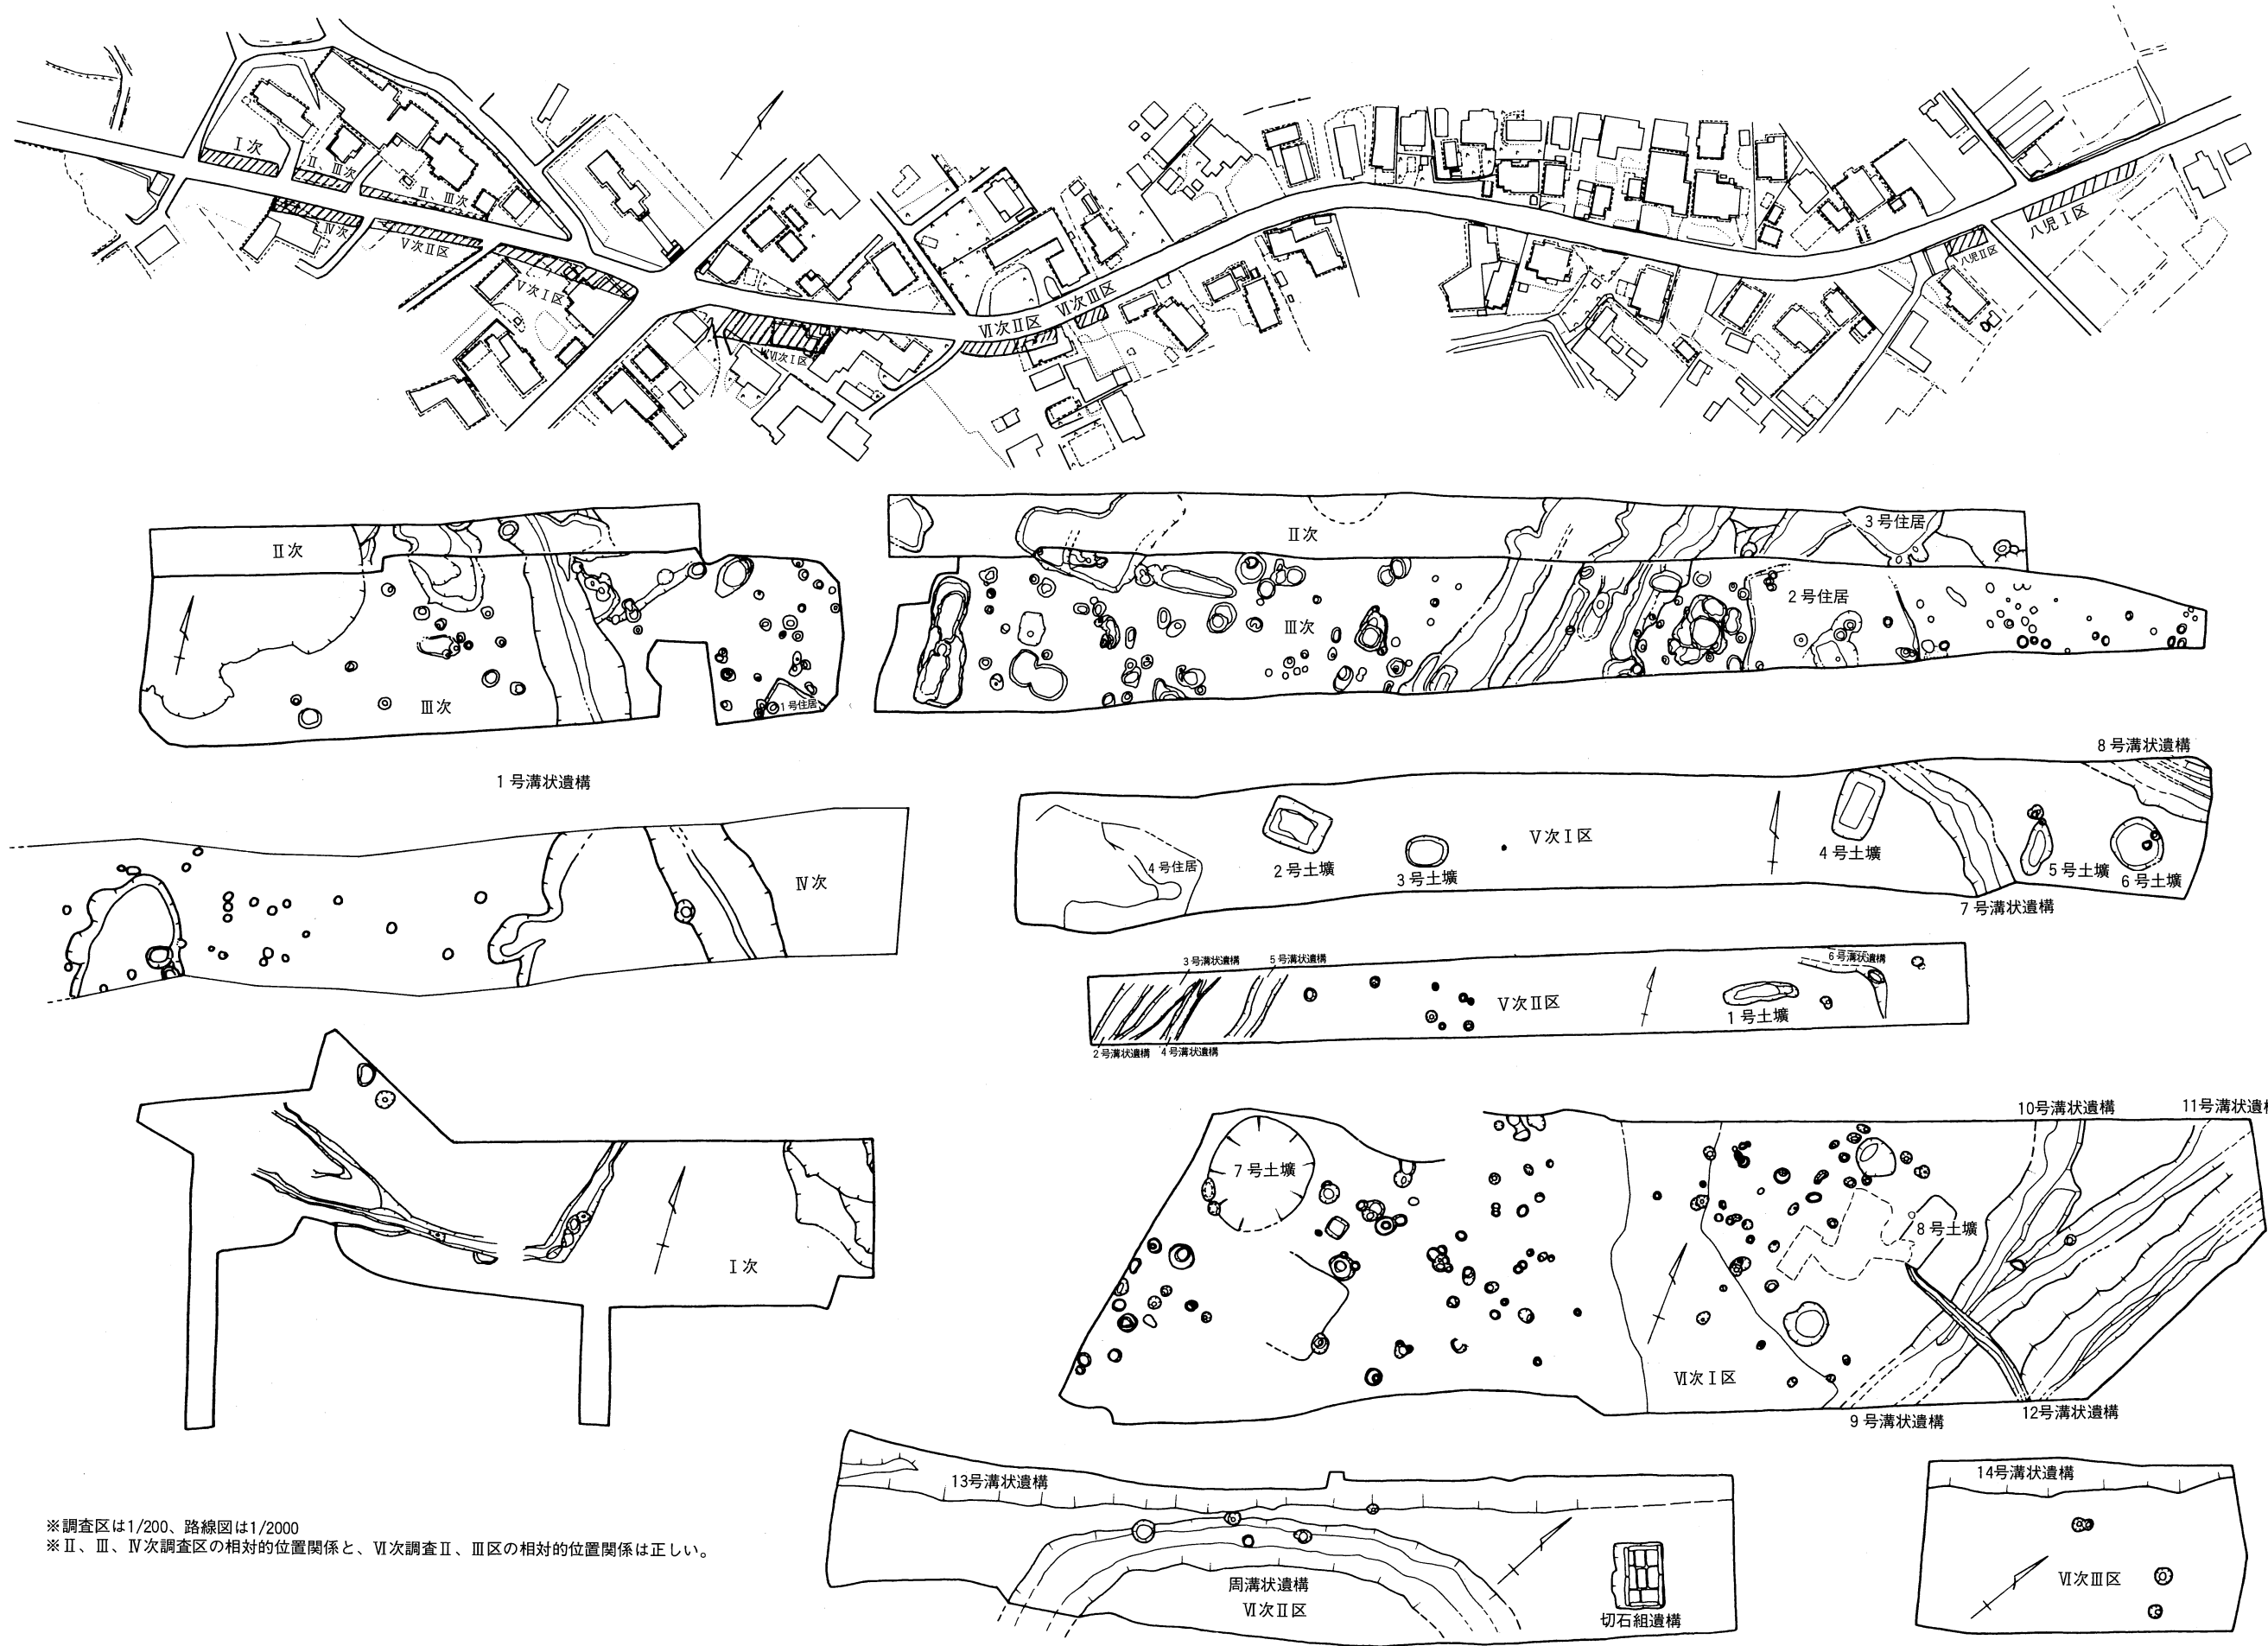 Ⅰ次
Ⅱ、Ⅲ次
Ⅱ、Ⅲ次
Ⅳ次
Ⅴ次Ⅱ区
Ⅴ次Ⅰ区
Ⅵ次Ⅰ区
Ⅵ次Ⅱ区
Ⅵ次Ⅲ区
八児Ⅰ区
八児Ⅱ区
Ⅱ次
Ⅲ次
1号住居
Ⅱ次
3号住居
2号住居
Ⅲ次
1号溝状遺構
Ⅳ次
8号溝状遺構
4号住居
2号土壙
3号土壙
Ⅴ次Ⅰ区
4号土壙
5号土壙
6号土壙
7号溝状遺構
3号溝状遺構
5号溝状遺構
6号溝状遺構
Ⅴ次Ⅱ区
1号土壙
2号溝状遺構
4号溝状遺構
Ⅰ次
10号溝状遺構
11号溝状遺構
7号土壙
8号土壙
Ⅵ次Ⅰ区
9号溝状遺構
12号溝状遺構
13号溝状遺構
周溝状遺構
Ⅵ次Ⅱ区
切石組遺構
14号溝状遺構
Ⅵ次Ⅲ区
※調査区は1/200、路線図は1/2000
※Ⅱ、Ⅲ、Ⅳ次調査区の相対的位置関係と、Ⅵ次調査Ⅱ、Ⅲ区の相対的位置関係は正しい。